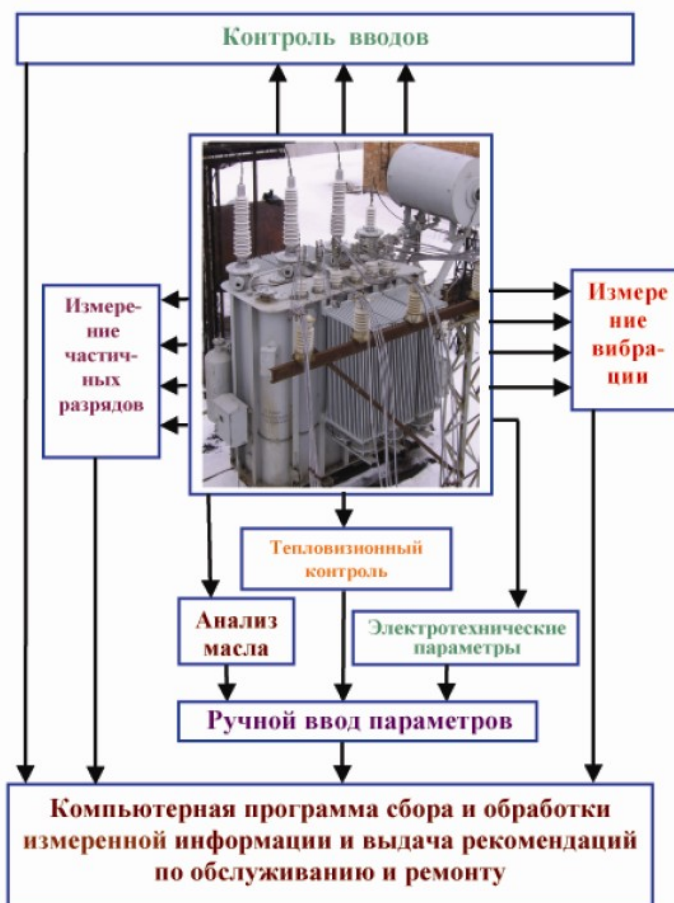 Контроль вводов
Измере-
ние
частич-
ных
разрядов
Измере
ние
вибра-
ции
Тепловизионный
контроль
Анализ
масла
Электротехнические
параметры
Ручной ввод параметров
Компьютерная программа сбора и обработки
измеренной информации и выдача рекомендаций
по обслуживанию и ремонту